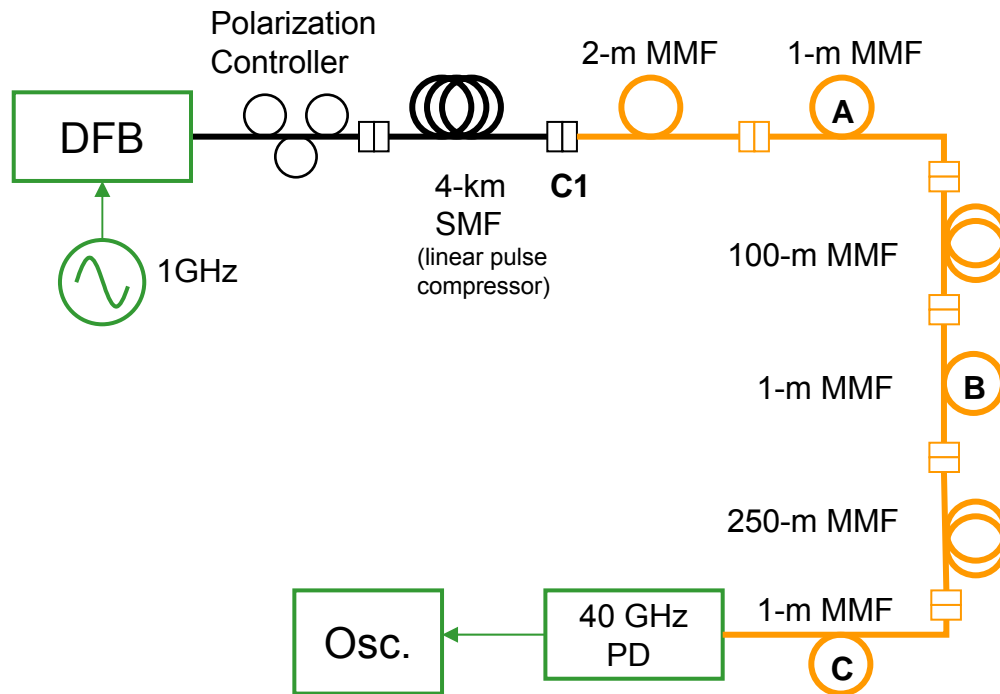 Polarization
Controller
2-m MMF
1-m MMF
DFB
A
4-km
SMF
(linear pulse
compressor)
C1
1GHz
100-m MMF
1-m MMF
B
250-m MMF
1-m MMF
Osc.
40 GHz
PD
C